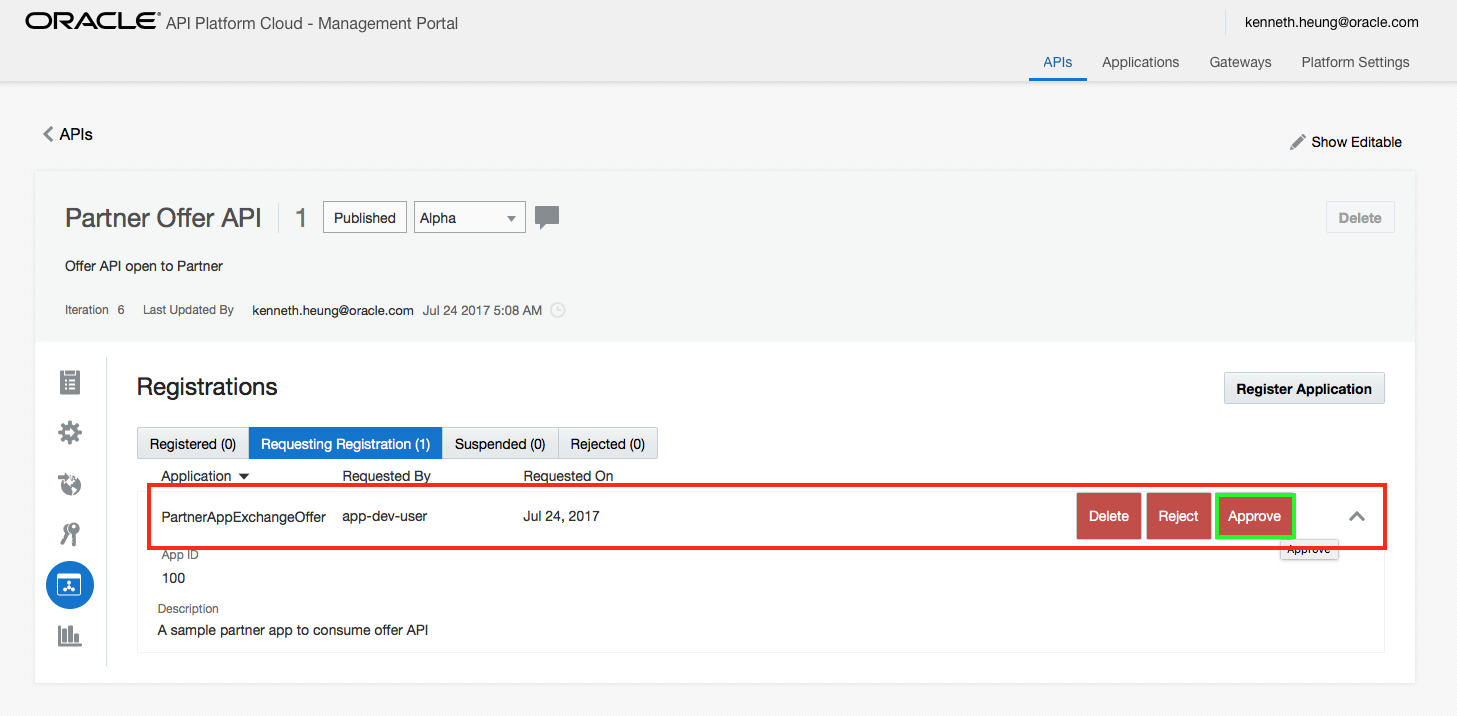 ORACLE® API Platform Cloud - Management Portal
kenneth.heung@oracle.com
APIs Applications Gateways Platform Settings
APIs
Show Editable
Partner Offer API 1 Published Alpha
Delete
Offer API open to Partner
Iteration 6 Last Updated By kenneth.heung@oracle.com Jul 24 2017 5:08 AM
Registrations
Register Application
Registered (0) Requesting Registration (1) Suspended (0) Rejected (0)
Application Requested By Requested On
PartnerAppExchangeOffer app-dev-user Jul 24, 2017 Delete Reject Approve
Approve
App ID
100
Description
A sample partner app to consume offer API